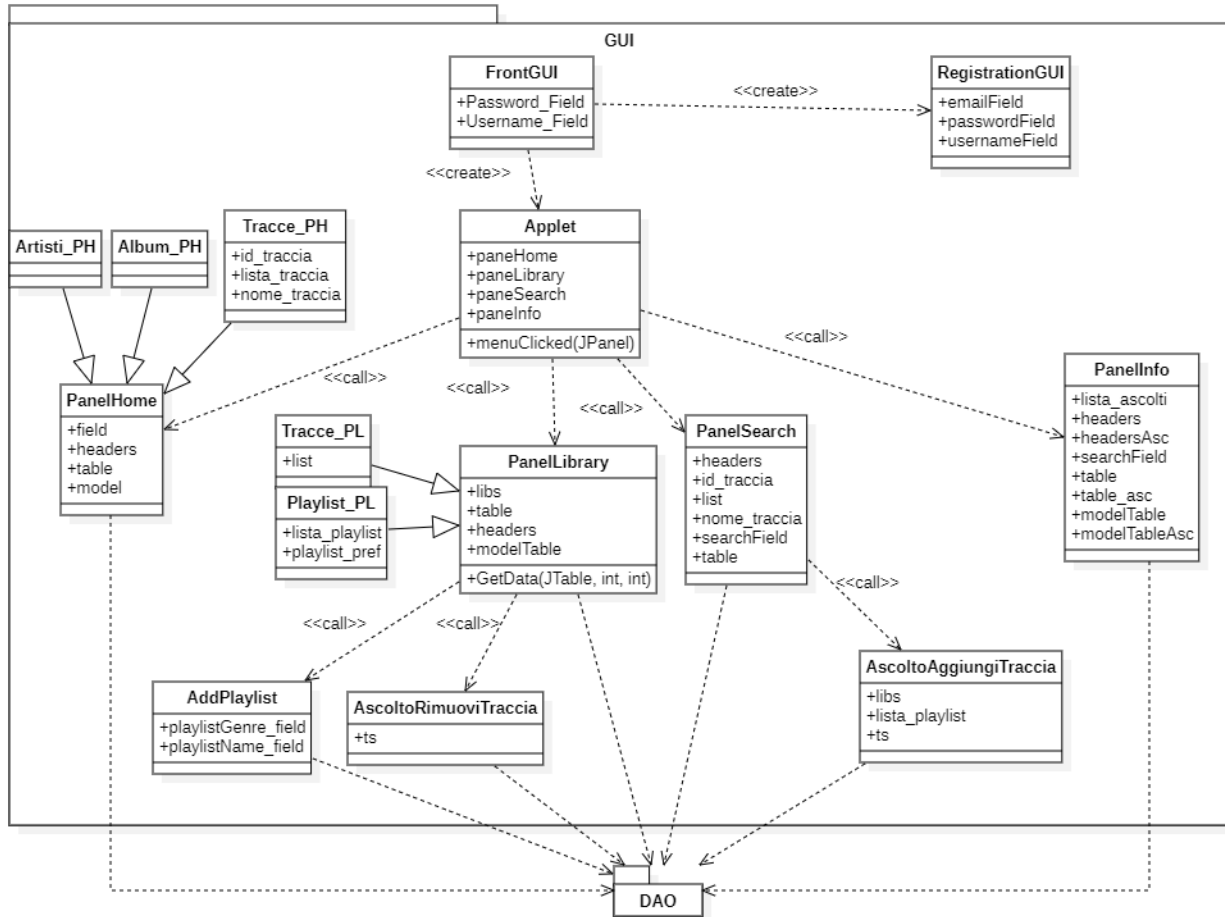 GUI
FrontGUI
+Password_Field
+Username_Field
<<create>>
RegistrationGUI
+emailField
+passwordField
+usernameField
<<create>>
Artisti_PH
Album_PH
Tracce_PH
+id_traccia
+lista_traccia
+nome_traccia
Applet
+paneHome
+paneLibrary
+paneSearch
+paneInfo
+menuClicked(JPanel)
<<call>>
<<call>>
<<call>>
<<call>>
PanelHome
+field
+headers
+table
+model
Tracce_PL
+list
Playlist_PL
+lista_playlist
+playlist_pref
PanelLibrary
+libs
+table
+headers
+modelTable
+GetData(JTable, int, int)
PanelSearch
+headers
+id_traccia
+list
+nome_traccia
+searchField
+table
PanelInfo
+lista_ascolti
+headers
+headersAsc
+searchField
+table
+table_asc
+modelTable
+modelTableAsc
<<call>>
<<call>>
<<call>>
AddPlaylist
+playlistGenre_field
+playlistName_field
AscoltoRimuoviTraccia
+ts
AscoltoAggiungiTraccia
+libs
+lista_playlist
+ts
DAO